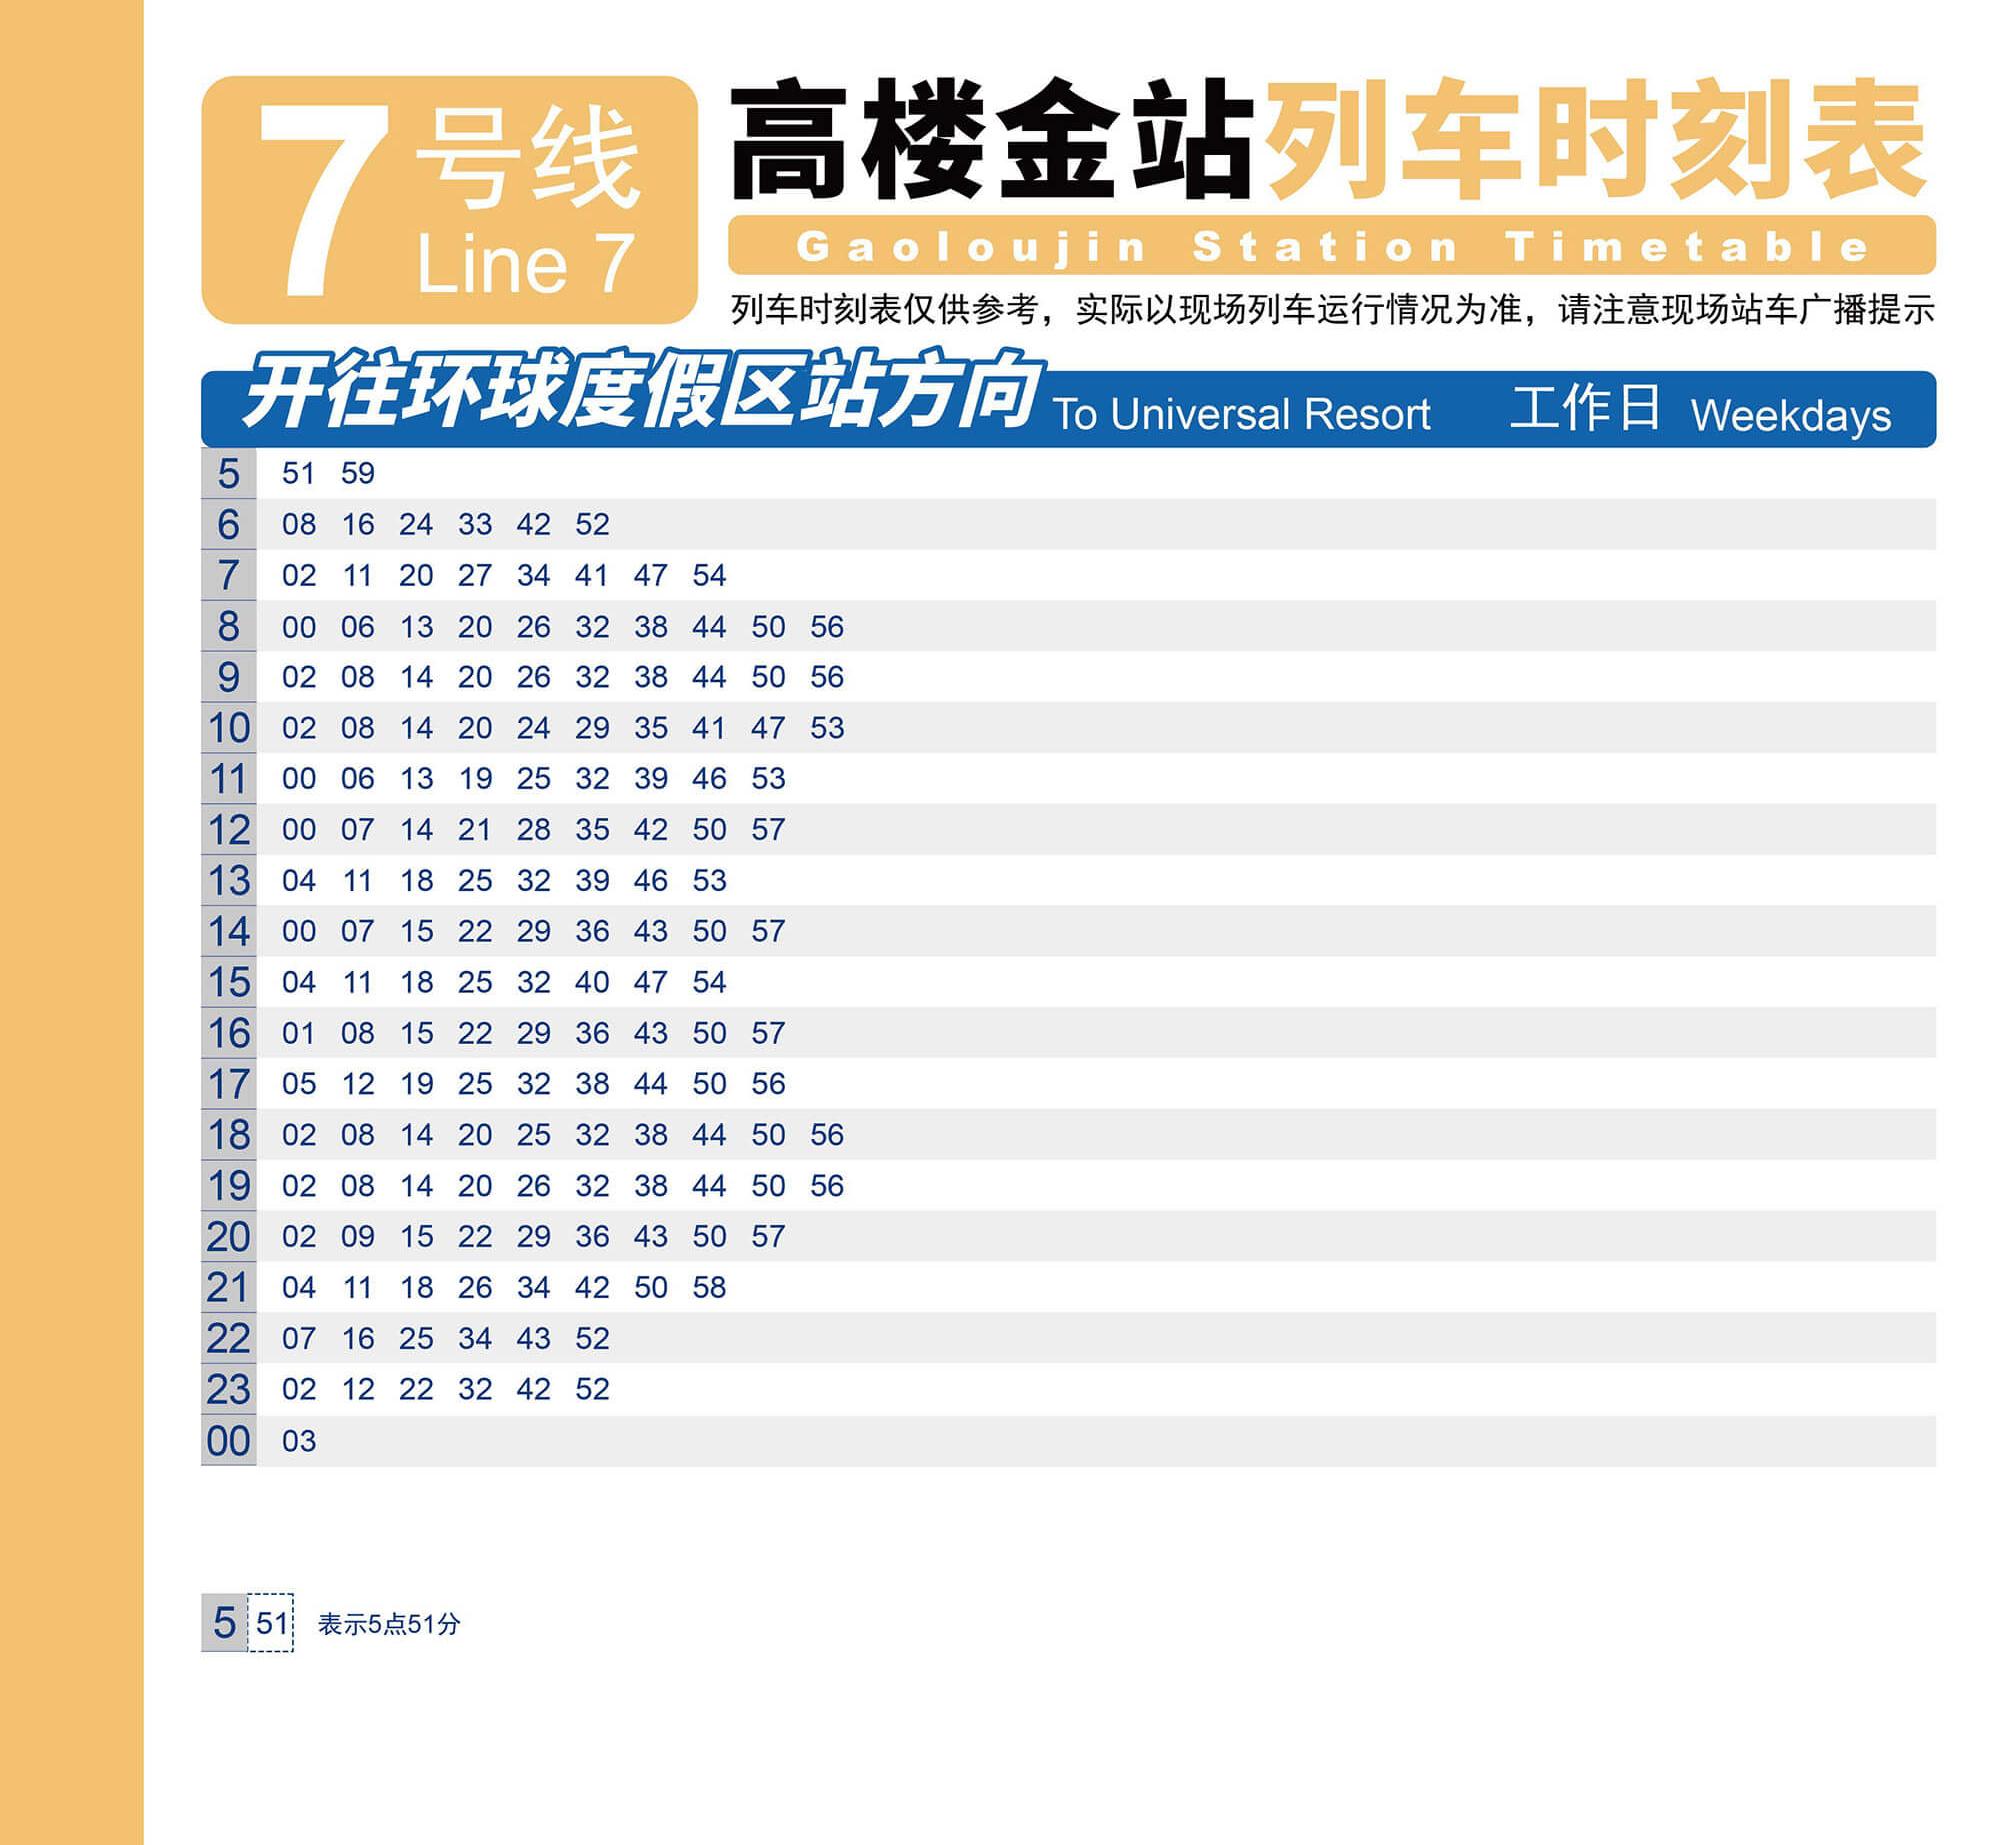 7号线
Line 7
高楼金站列车时刻表
Gaoloujin Station Timetable
列车时刻表仅供参考，实际以现场列车运行情况为准，请注意现场站车广播提示
开往环球度假区站方向 To Universal Resort 工作日 Weekdays
5 51 59
6 08 16 24 33 42 52
7 02 11 20 27 34 41 47 54
8 00 06 13 20 26 32 38 44 50 56
9 02 08 14 20 26 32 38 44 50 56
10 02 08 14 20 24 29 35 41 47 53
11 00 06 13 19 25 32 39 46 53
12 00 07 14 21 28 35 42 50 57
13 04 11 18 25 32 39 46 53
14 00 07 15 22 29 36 43 50 57
15 04 11 18 25 32 40 47 54
16 01 08 15 22 29 36 43 50 57
17 05 12 19 25 32 38 44 50 56
18 02 08 14 20 25 32 38 44 50 56
19 02 08 14 20 26 32 38 44 50 56
20 02 09 15 22 29 36 43 50 57
21 04 11 18 26 34 42 50 58
22 07 16 25 34 43 52
23 02 12 22 32 42 52
00 03
5 51 表示5点51分